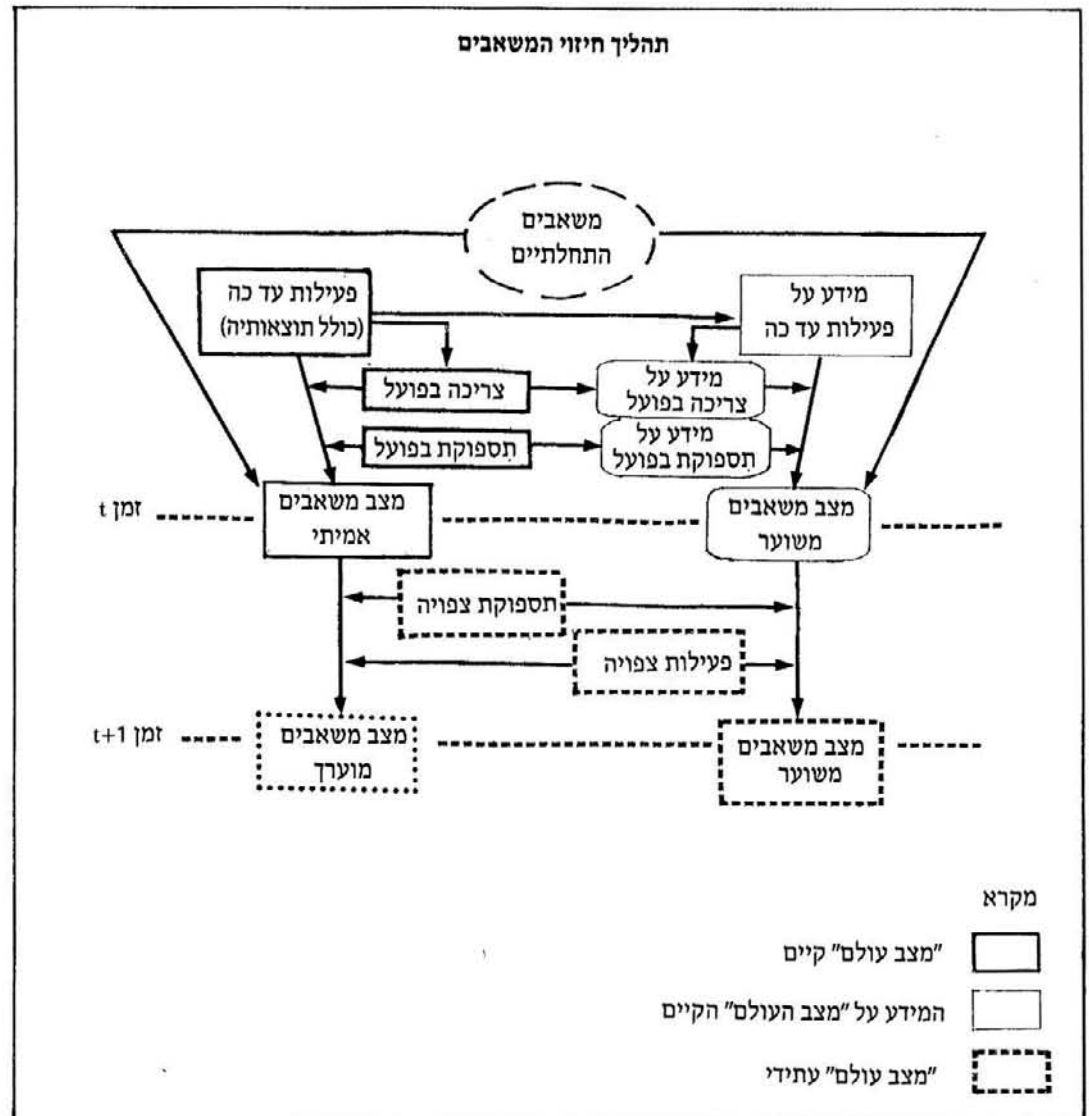 תהליך חיזוי המשאבים
משאבים
התחלתיים
פעילות עד כה
(כולל תוצאותיה)
מידע על
פעילות עד כה
צריכה בפועל
מידע על
צריכה בפועל
תספוקת בפועל
מידע על
תספוקת בפועל
זמן t
מצב משאבים
אמיתי
מצב משאבים
משוער
תספוקת צפויה
פעילות צפויה
זמן t+1
מצב משאבים
מוערך
מצב משאבים
משוער
מקרא
"מצב עולם" קיים
המידע על "מצב העולם" הקיים
"מצב עולם" עתידי